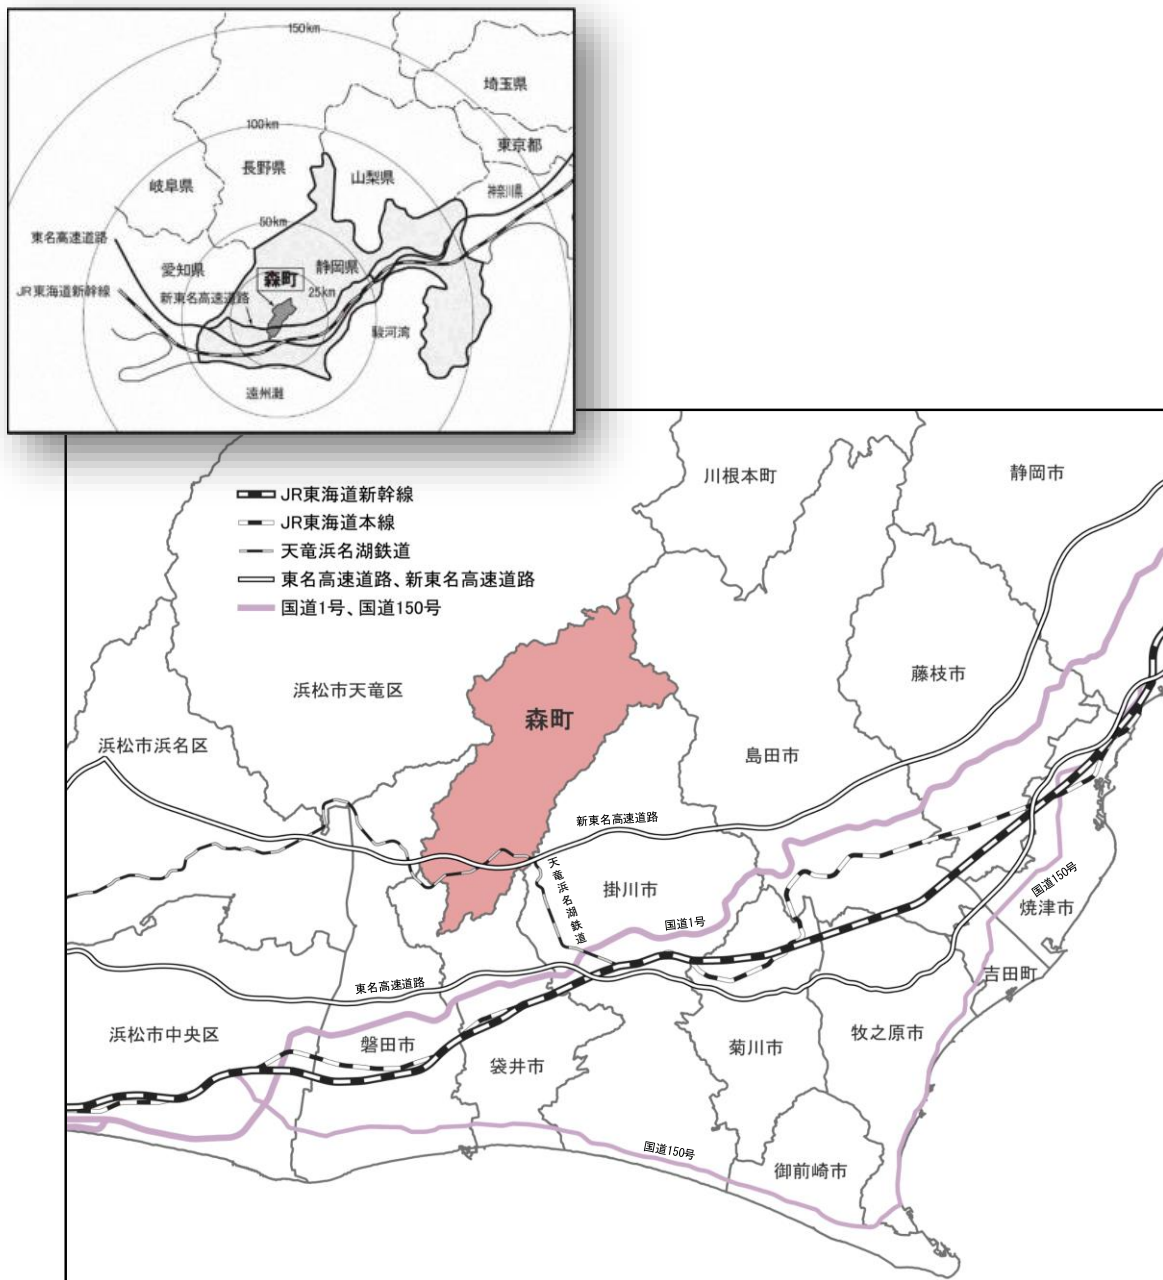 150km
埼玉県
100km
東京都
長野県
山梨県
岐阜県
神奈川県
50km
東名高速道路
愛知県
静岡県
森町
JR東海道新幹線
新東名高速道路
25km
駿河湾
遠州灘
川根本町
静岡市
JR東海道新幹線
JR東海道本線
天竜浜名湖鉄道
東名高速道路、新東名高速道路
国道1号、国道150号
浜松市天竜区
森町
藤枝市
浜松市浜名区
島田市
新東名高速道路
天竜浜名湖鉄道
掛川市
国道150号
焼津市
国道1号
吉田町
東名高速道路
浜松市中央区
磐田市
袋井市
菊川市
牧之原市
国道150号
御前崎市